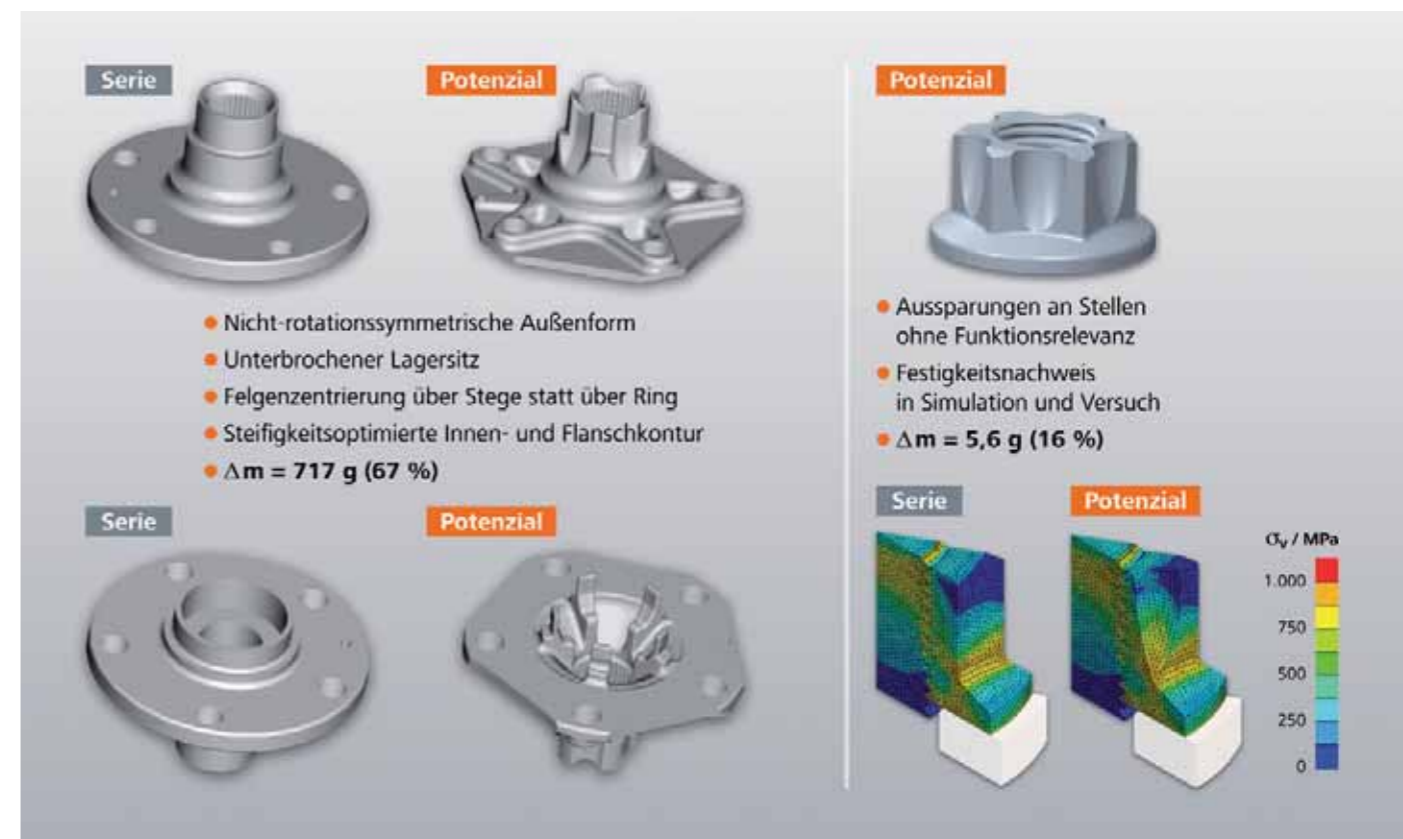 Serie
Potenzial
● Nicht-rotationssymmetrische Außenform
● Unterbrochener Lagersitz
● Felgenzentrierung über Stege statt über Ring
● Steifigkeitsoptimierte Innen- und Flanschkontur
● Δm = 717 g (67 %)
Serie
Potenzial
Potenzial
● Aussparungen an Stellen
ohne Funktionsrelevanz
● Festigkeitsnachweis
in Simulation und Versuch
● Δm = 5,6 g (16 %)
Serie
Potenzial
σᵥ / MPa
1.000
750
500
250
0